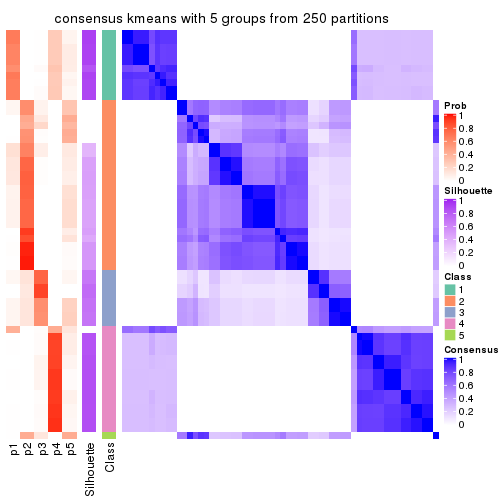 consensus kmeans with 5 groups from 250 partitions
Prob
1
0.8
0.6
0.4
0.2
0
Silhouette
1
0.8
0.6
0.4
0.2
0
Class
1
2
3
4
5
Consensus
1
0.8
0.6
0.4
0.2
0
p1
p2
p3
p4
p5
Silhouette
Class